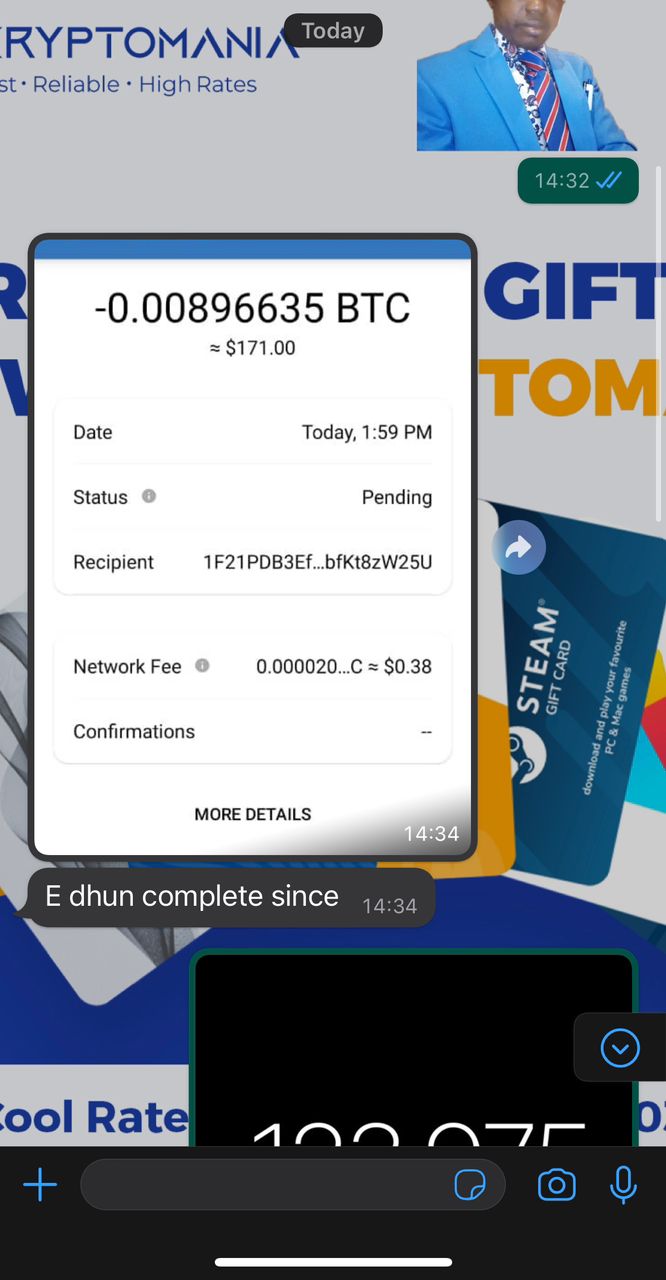 KRYPTOMANIA
Today
st • Reliable • High Rates
14:32
GIFT
TOM
-0.00896635 BTC
≈ $171.00
Date Today, 1:59 PM
Status Pending
Recipient 1F21PDB3Ef...bfKt8zW25U
Network Fee 0.000020...C ≈ $0.38
Confirmations --
MORE DETAILS
14:34
STEAM®
GIFT CARD
download and play your favourite
PC & Mac games
E dhun complete since 14:34
Cool Rate